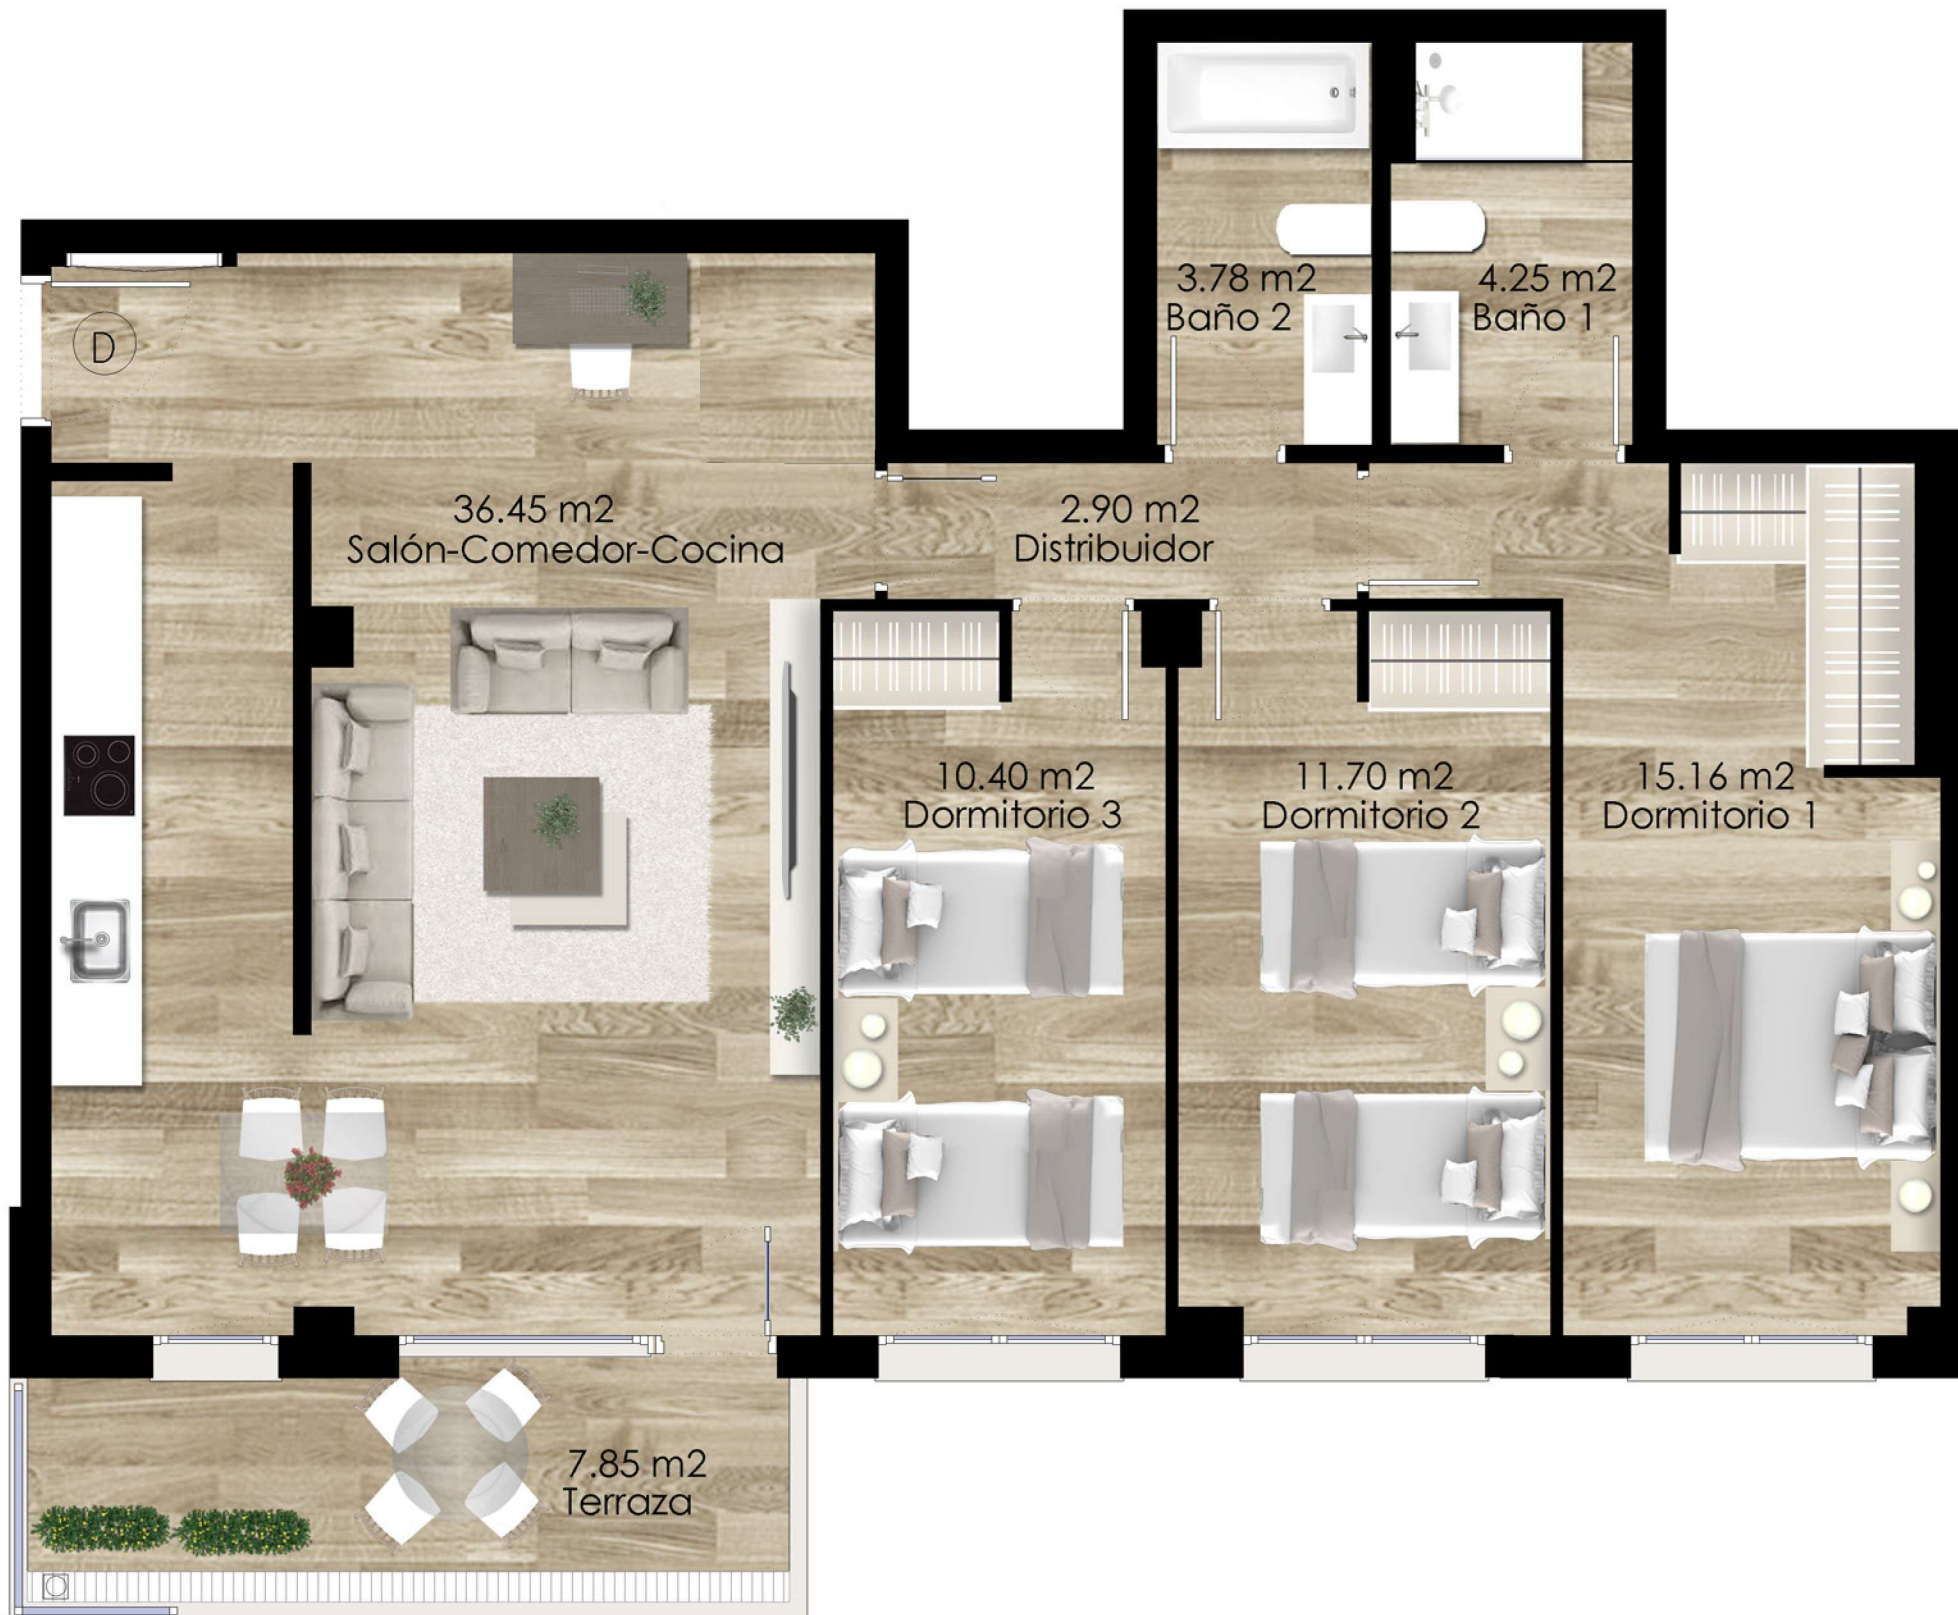 3.78 m2
Baño 2
4.25 m2
Baño 1
D
36.45 m2
Salón-Comedor-Cocina
2.90 m2
Distribuidor
10.40 m2
Dormitorio 3
11.70 m2
Dormitorio 2
15.16 m2
Dormitorio 1
7.85 m2
Terraza